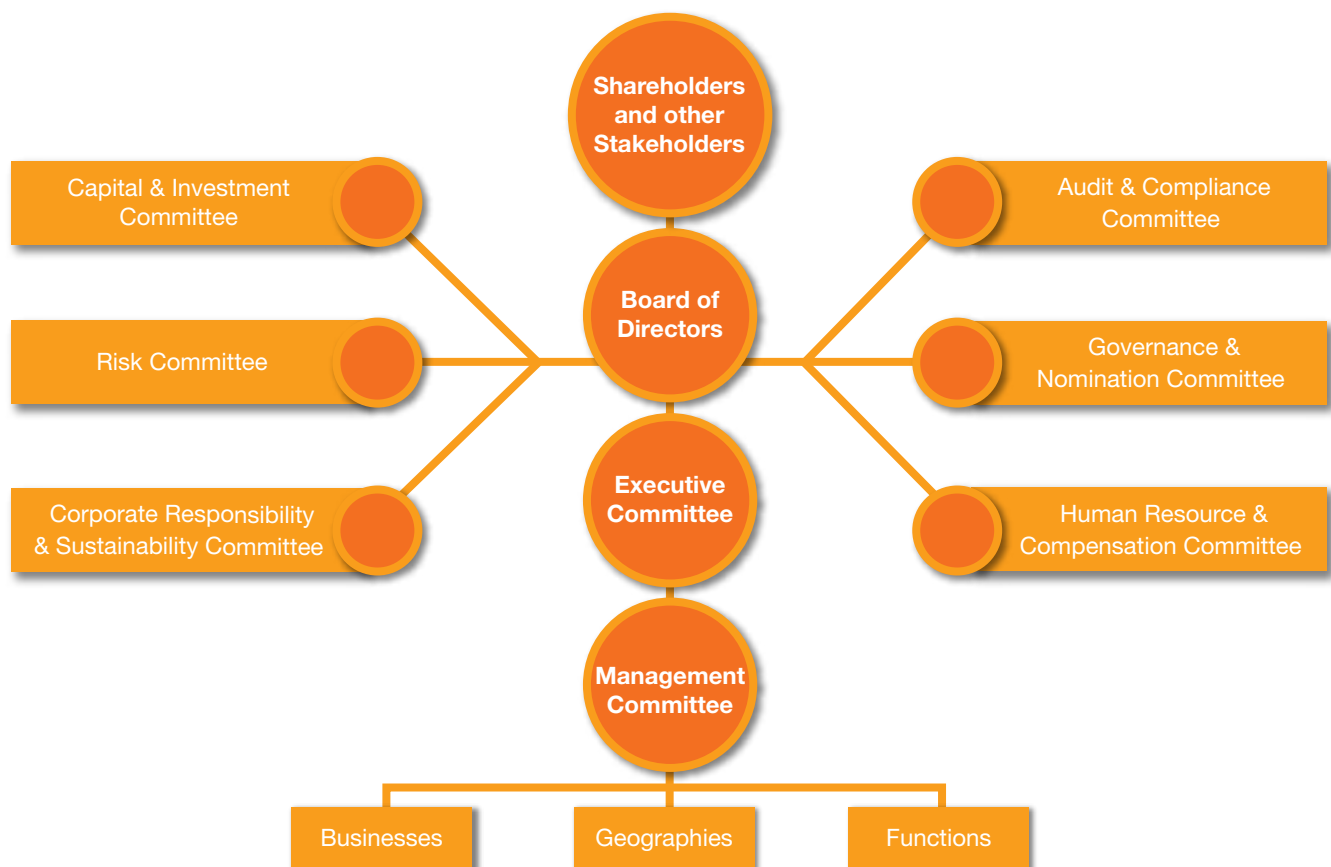 Shareholders
and other
Stakeholders
Capital & Investment
Committee
Audit & Compliance
Committee
Board of
Directors
Risk Committee
Governance &
Nomination Committee
Executive
Committee
Corporate Responsibility
& Sustainability Committee
Human Resource &
Compensation Committee
Management
Committee
Businesses
Geographies
Functions